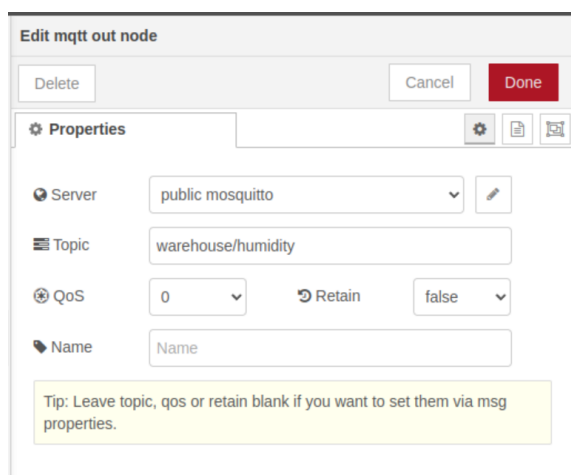 Edit mqtt out node
Delete Cancel Done
Properties
Server public mosquitto
Topic warehouse/humidity
QoS 0 Retain false
Name Name
Tip: Leave topic, qos or retain blank if you want to set them via msg
properties.